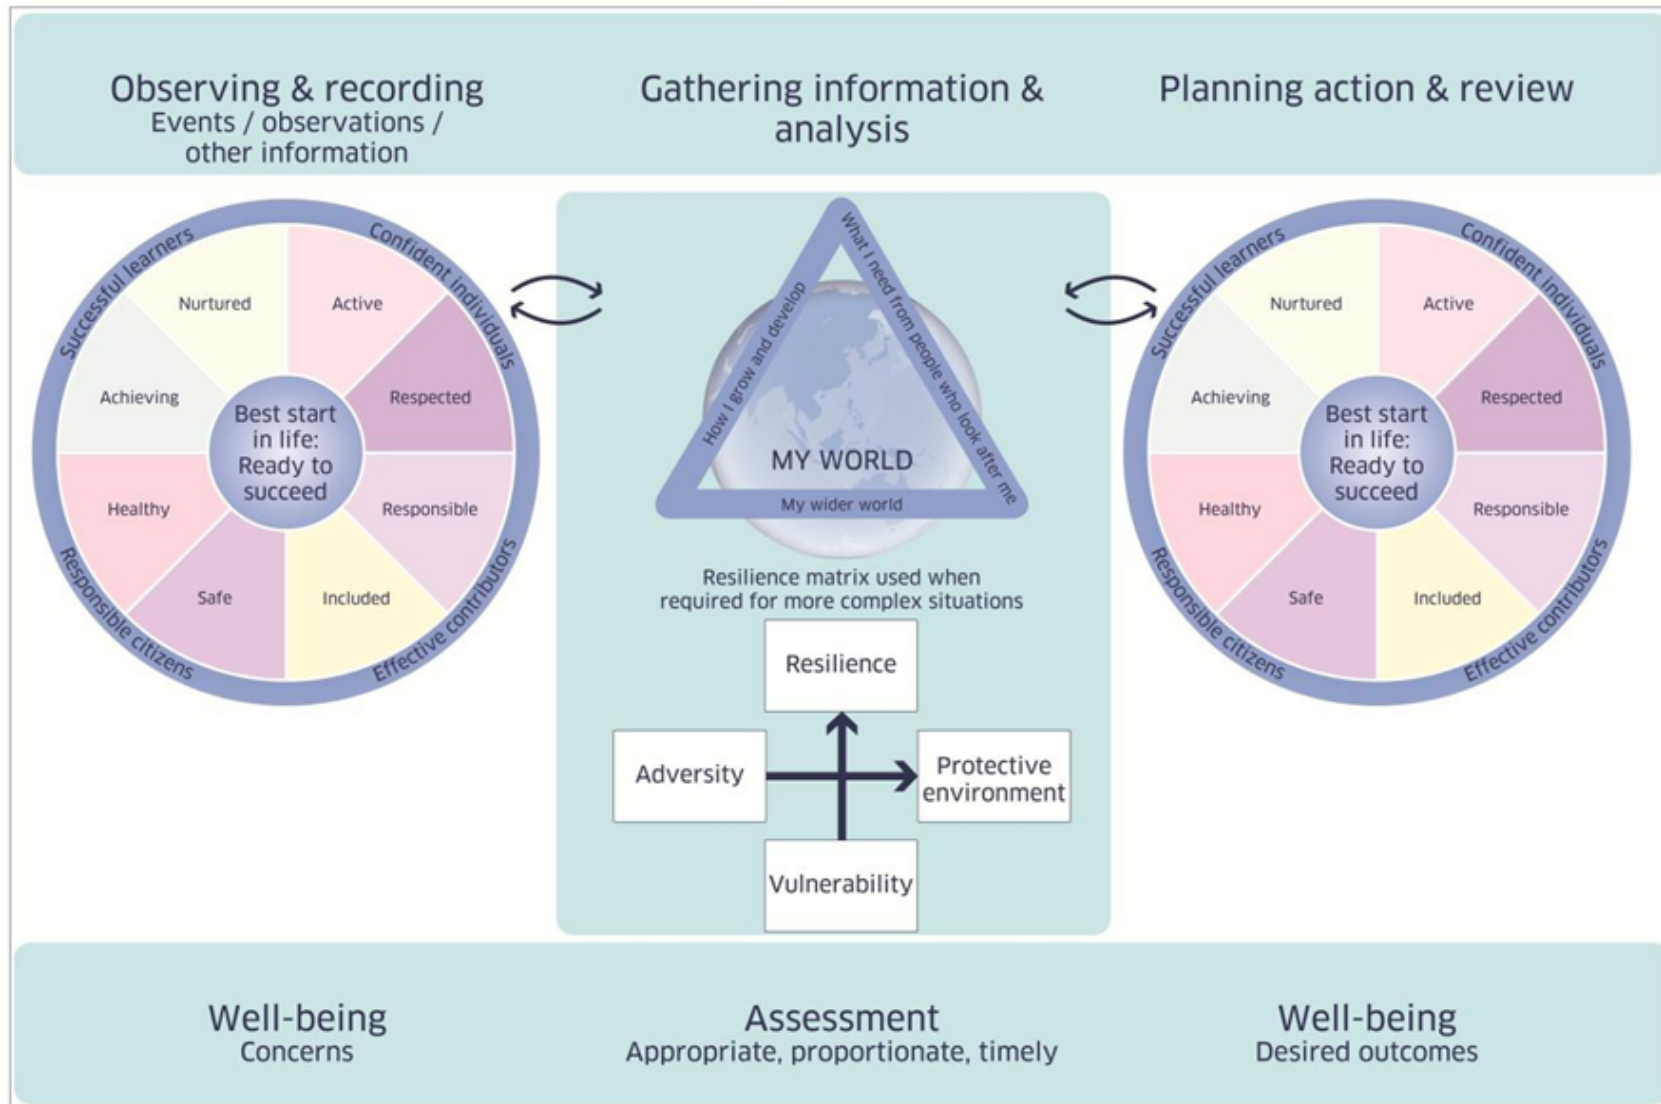 Observing & recording
Events / observations /
other information
Gathering information &
analysis
Planning action & review
Successful learners
Confident individuals
Nurtured
Active
Achieving
Respected
Best start
in life:
Ready to
succeed
Healthy
Responsible
Safe
Included
Responsible citizens
Effective contributors
How I grow and develop
What I need from people who look after me
MY WORLD
My wider world
Resilience matrix used when
required for more complex situations
Resilience
Adversity
Protective
environment
Vulnerability
Successful learners
Confident individuals
Nurtured
Active
Achieving
Respected
Best start
in life:
Ready to
succeed
Healthy
Responsible
Safe
Included
Responsible citizens
Effective contributors
Well-being
Concerns
Assessment
Appropriate, proportionate, timely
Well-being
Desired outcomes